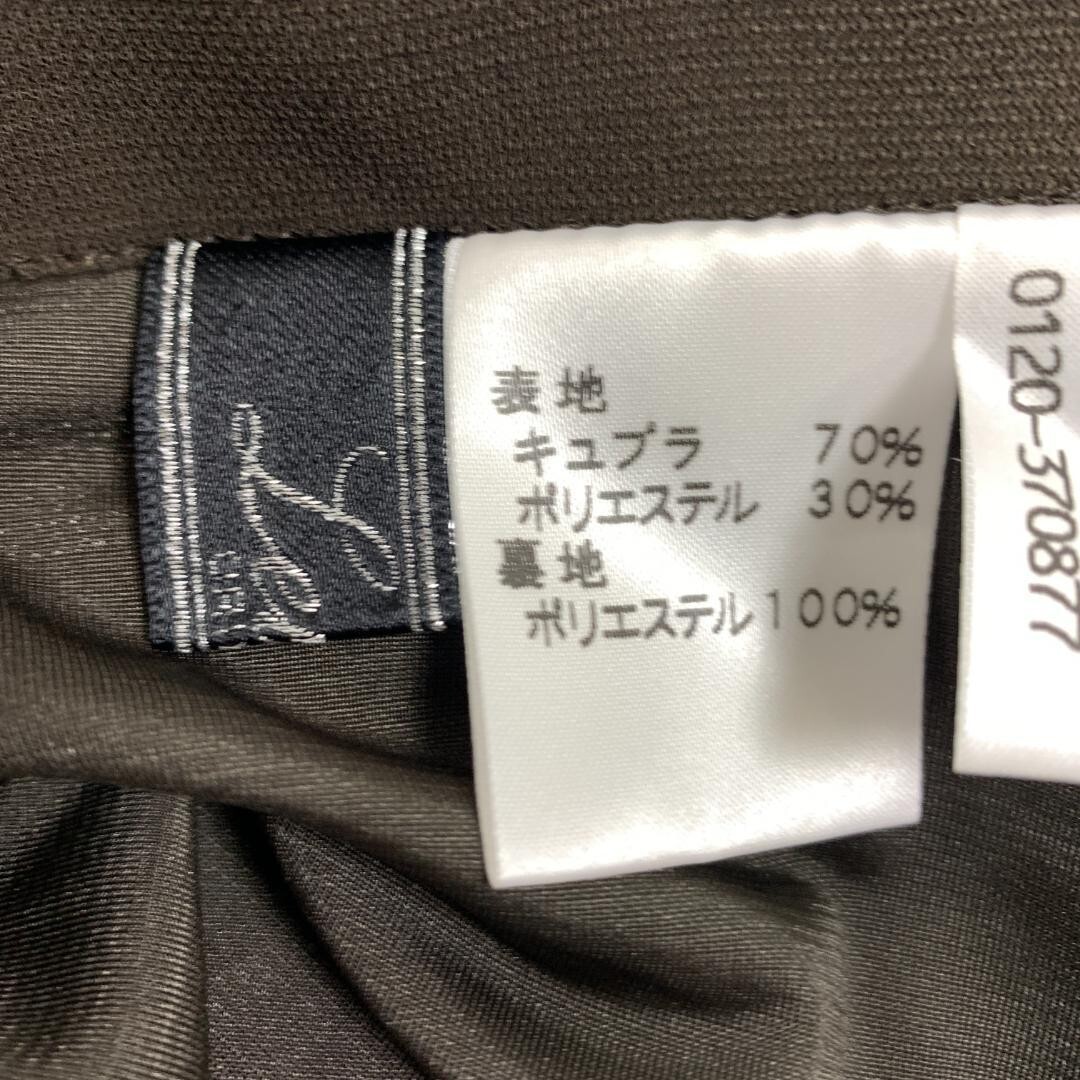 表地
キュプラ 70%
ポリエステル 30%
裏地
ポリエステル 100%
0120-370877